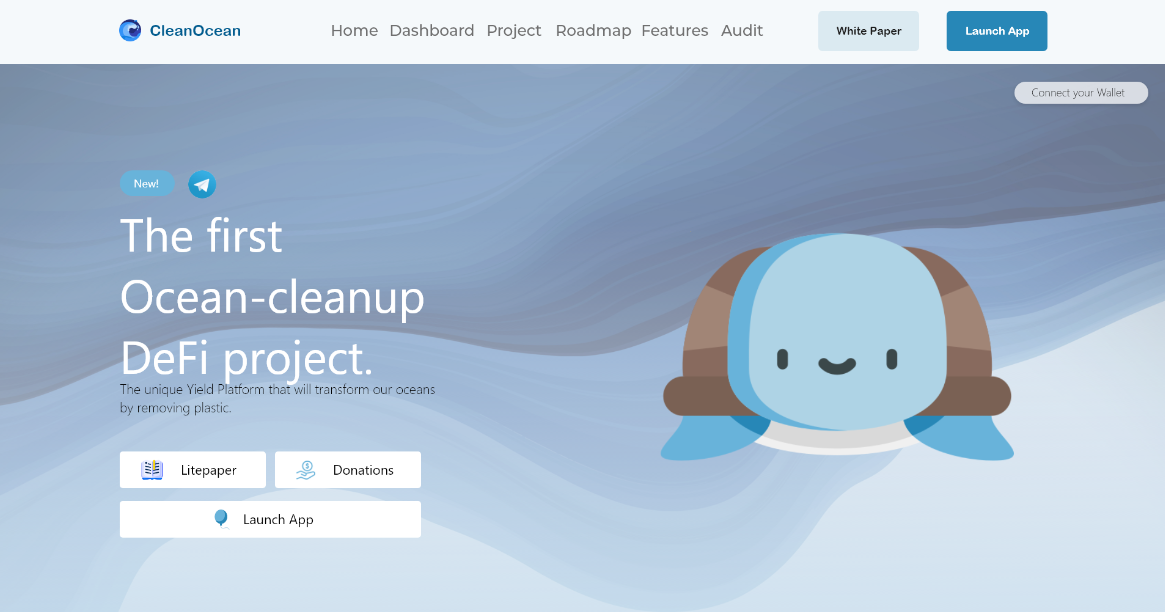 CleanOcean
Home Dashboard Project Roadmap Features Audit
White Paper
Launch App
Connect your Wallet
New!
The first
Ocean-cleanup
DeFi project.
The unique Yield Platform that will transform our oceans
by removing plastic.
Litepaper
Donations
Launch App